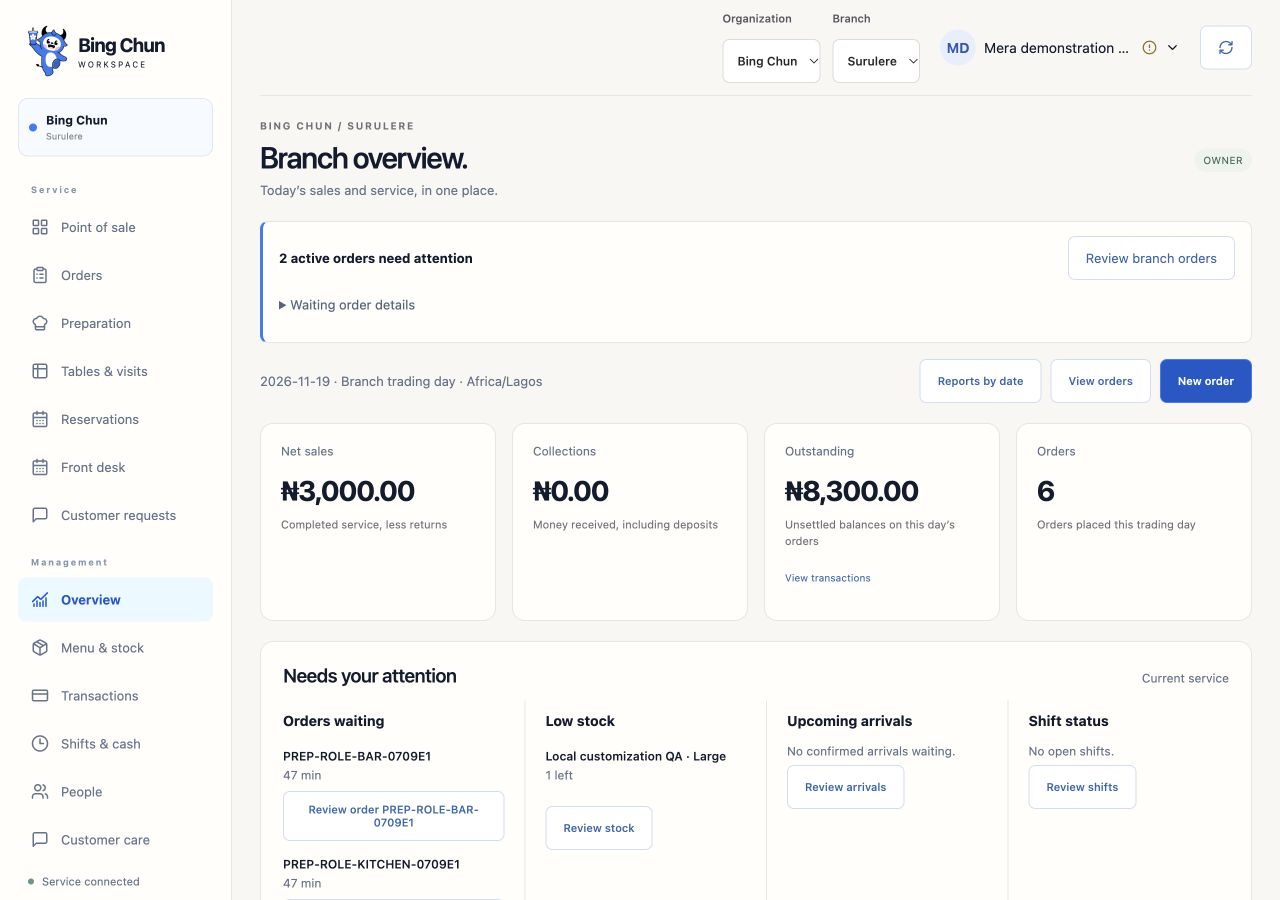 Bing Chun
WORKSPACE
Bing Chun
Surulere
Service
Point of sale
Orders
Preparation
Tables & visits
Reservations
Front desk
Customer requests
Management
Overview
Menu & stock
Transactions
Shifts & cash
People
Customer care
Service connected
Organization
Branch
Bing Chun
Surulere
MD
Mera demonstration ...
BING CHUN / SURULERE
Branch overview.
OWNER
Today's sales and service, in one place.
2 active orders need attention
Review branch orders
Waiting order details
2026-11-19 · Branch trading day · Africa/Lagos
Reports by date
View orders
New order
Net sales
₦3,000.00
Completed service, less returns
Collections
₦0.00
Money received, including deposits
Outstanding
₦8,300.00
Unsettled balances on this day's
orders
View transactions
Orders
6
Orders placed this trading day
Needs your attention
Current service
Orders waiting
PREP-ROLE-BAR-0709E1
47 min
Review order PREP-ROLE-BAR-
0709E1
PREP-ROLE-KITCHEN-0709E1
47 min
Low stock
Local customization QA · Large
1 left
Review stock
Upcoming arrivals
No confirmed arrivals waiting.
Review arrivals
Shift status
No open shifts.
Review shifts